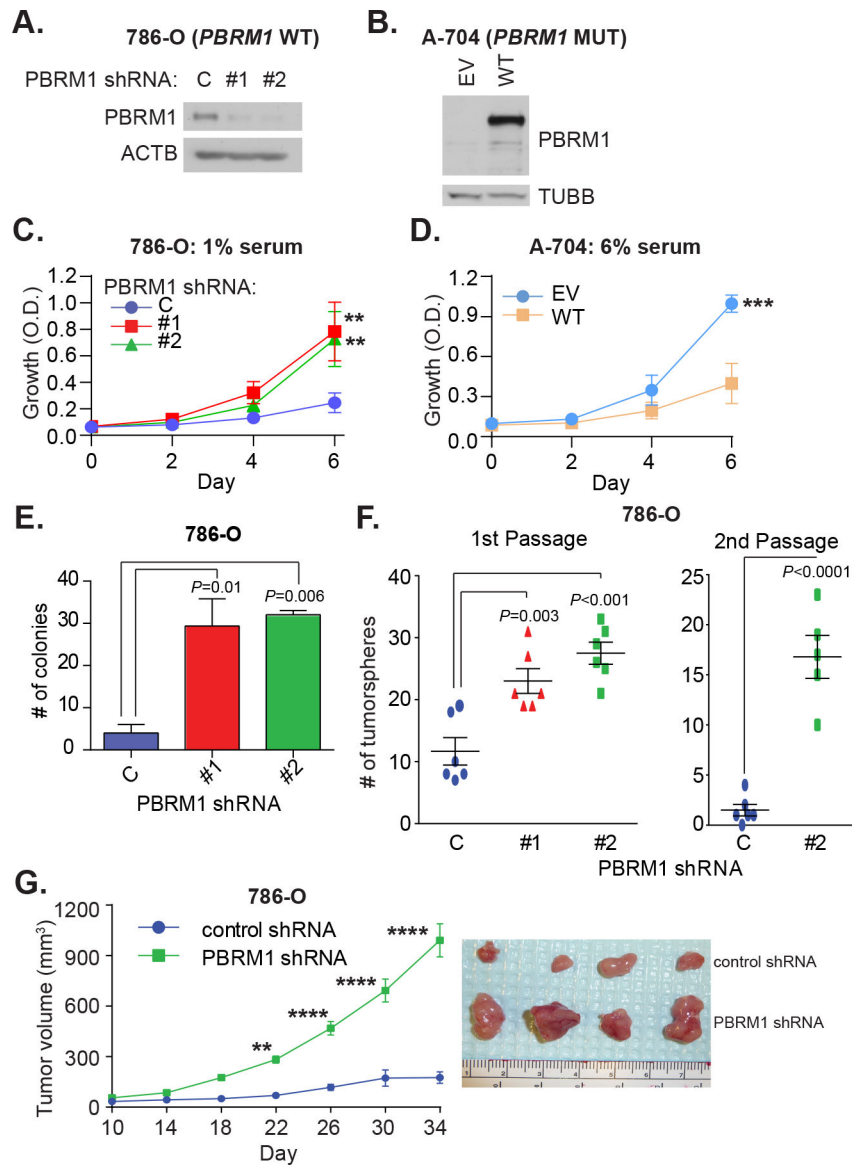 A.
786-O (PBRM1 WT)
PBRM1 shRNA: C #1 #2
PBRM1
ACTB
B.
A-704 (PBRM1 MUT)
EV WT
PBRM1
TUBB
C.
786-O: 1% serum
PBRM1 shRNA:
C
#1
#2
**
**
1.2
1.0
0.8
0.6
0.4
0.2
0.0
Growth (O.D.)
0 2 4 6
Day
D.
A-704: 6% serum
EV
WT
***
1.2
0.9
0.6
0.3
0.0
Growth (O.D.)
0 2 4 6
Day
E.
786-O
P=0.01
P=0.006
40
30
20
10
0
# of colonies
C #1 #2
PBRM1 shRNA
F.
786-O
1st Passage
P=0.003
P<0.001
40
30
20
10
0
# of tumorspheres
C #1 #2
2nd Passage
P<0.0001
25
20
15
10
5
0
C #2
PBRM1 shRNA
G.
786-O
control shRNA
PBRM1 shRNA
**
****
****
****
1200
900
600
300
0
Tumor volume (mm3)
10 14 18 22 26 30 34
Day
control shRNA
PBRM1 shRNA